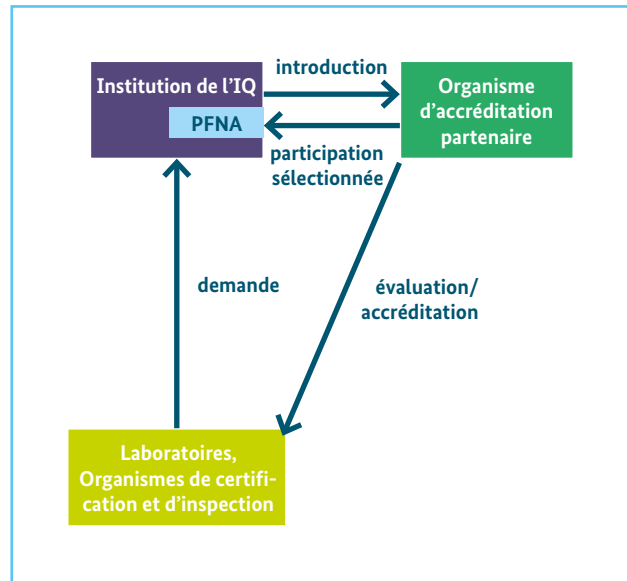 Institution de l'IQ
PFNA
introduction
Organisme
d'accréditation
partenaire
participation
sélectionnée
demande
évaluation/
accréditation
Laboratoires,
Organismes de certifi-
cation et d'inspection